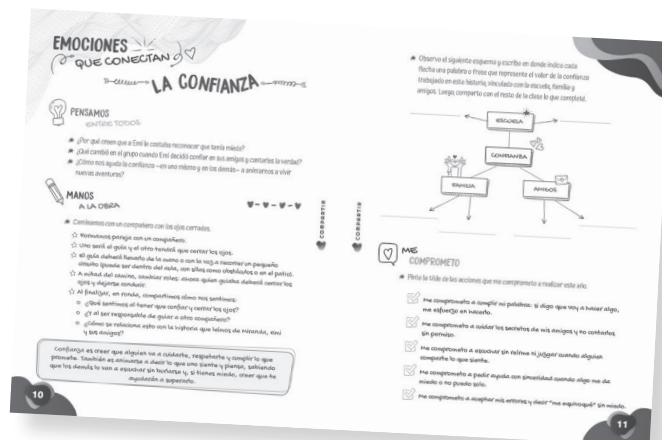 EMOCIONES
QUE CONECTAN
LA CONFIANZA
PENSAMOS
ENTRE TODOS
¿Por qué creen que a Emi le costaba reconocer que tenía miedo?
¿Qué cambió en el grupo cuando Emi decidió confiar en sus amigos y contarles la verdad?
¿Cómo nos ayuda la confianza –en uno mismo y en los demás– a animarnos a vivir
nuevas aventuras?
MANOS
A LA OBRA
Caminamos con un compañero con los ojos cerrados.
Formamos pareja con un compañero.
Uno será el guía y el otro tendrá que cerrar los ojos.
El guía deberá llevarlo de la mano o con la voz a recorrer un pequeño
circuito (puede ser dentro del aula, con sillas como obstáculos o en el patio).
A mitad del camino, cambiar roles: ahora quien guiaba deberá cerrar los
ojos y dejarse conducir.
Al finalizar, en ronda, compartimos cómo nos sentimos:
¿Qué sentimos al tener que confiar y cerrar los ojos?
¿Y al ser responsable de guiar a otro compañero?
¿Cómo se relaciona esto con la historia que leímos de Miranda, Emi
y sus amigos?
Confianza es creer que alguien va a cuidarte, respetarte y cumplir lo que
promete. También es animarse a decir lo que uno siente y piensa, sabiendo
que los demás lo van a escuchar sin burlarse y, si tienes miedo, creer que te
ayudarán a superarlo.
10
COMPARTIR
COMPARTIR
Observo el siguiente esquema y escribo en donde indica cada
flecha una palabra o frase que represente el valor de la confianza
trabajado en esta historia, vinculado con la escuela, familia y
amigos. Luego, comparto con el resto de la clase lo que completé.
ESCUELA
CONFIANZA
FAMILIA
AMIGOS
ME
COMPROMETO
Pinto la tilde de las acciones que me comprometo a realizar este año.
Me comprometo a cumplir mi palabra: si digo que voy a hacer algo,
me esfuerzo en hacerlo.
Me comprometo a cuidar los secretos de mis amigos y no contarlos
sin permiso.
Me comprometo a escuchar sin reírme ni juzgar cuando alguien
comparte lo que siente.
Me comprometo a pedir ayuda con sinceridad cuando algo me da
miedo o no puedo solo.
Me comprometo a aceptar mis errores y decir "me equivoqué" sin miedo.
11